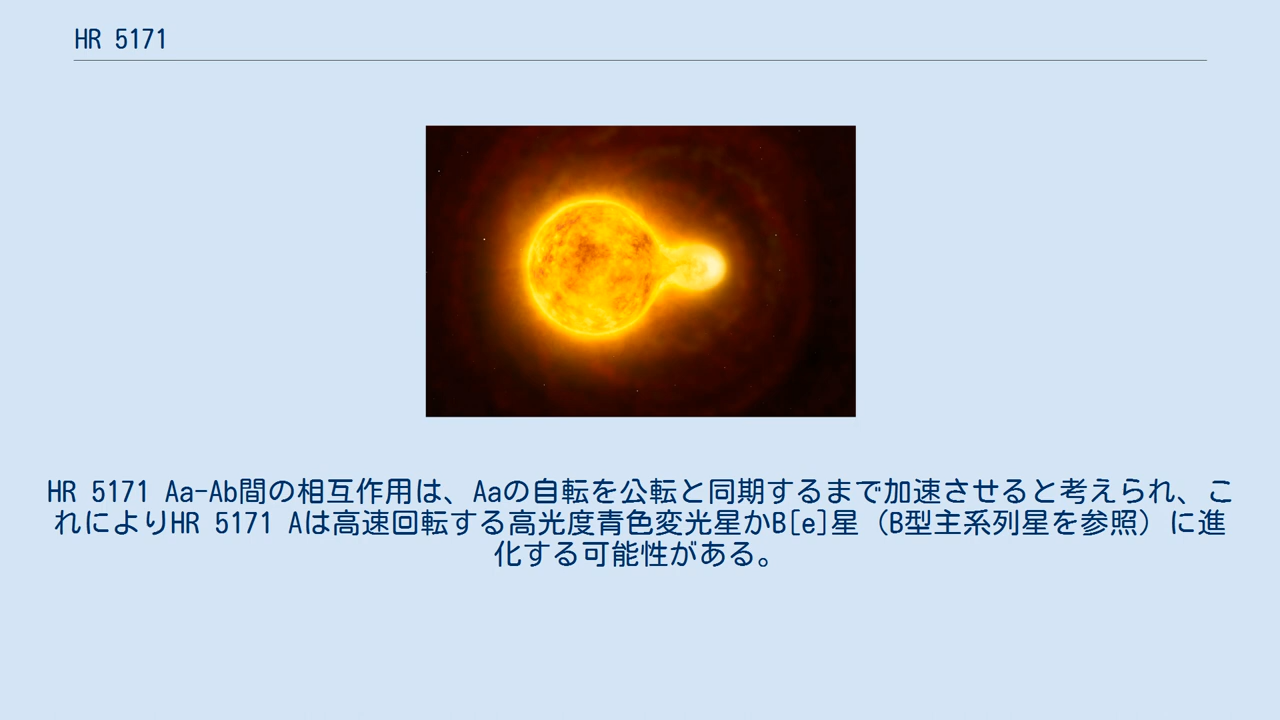 HR 5171
HR 5171 Aa-Ab間の相互作用は、Aaの自転を公転と同期するまで加速させると考えられ、こ
れによりHR 5171 Aは高速回転する高光度青色変光星かB[e]星（B型主系列星を参照）に進
化する可能性がある。